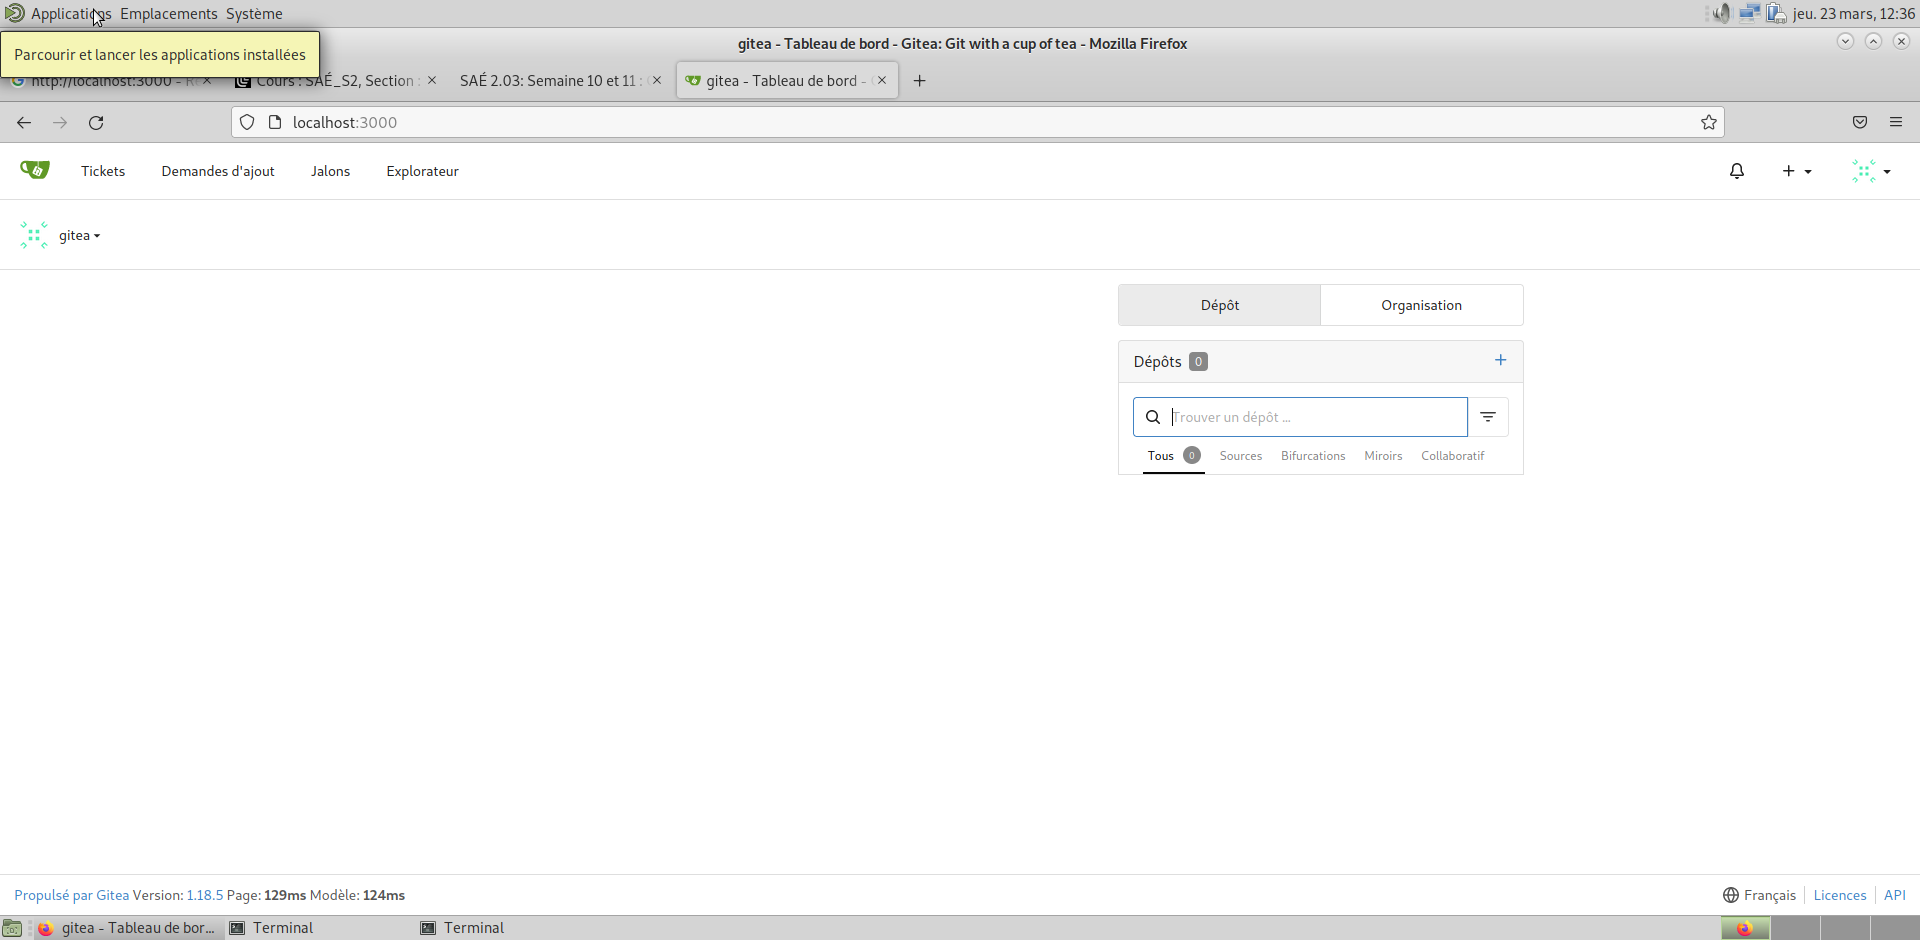 Applications Emplacements Système
jeu. 23 mars, 12:36
Parcourir et lancer les applications installées
gitea - Tableau de bord - Gitea: Git with a cup of tea - Mozilla Firefox
http://localhost:3000 - R
Cours : SAÉ_S2, Section :
SAÉ 2.03: Semaine 10 et 11 :
gitea - Tableau de bord -
localhost:3000
Tickets Demandes d'ajout Jalons Explorateur
gitea
Dépôt Organisation
Dépôts 0
Trouver un dépôt ...
Tous 0 Sources Bifurcations Miroirs Collaboratif
Propulsé par Gitea Version: 1.18.5 Page: 129ms Modèle: 124ms
Français Licences API
gitea - Tableau de bor... Terminal Terminal